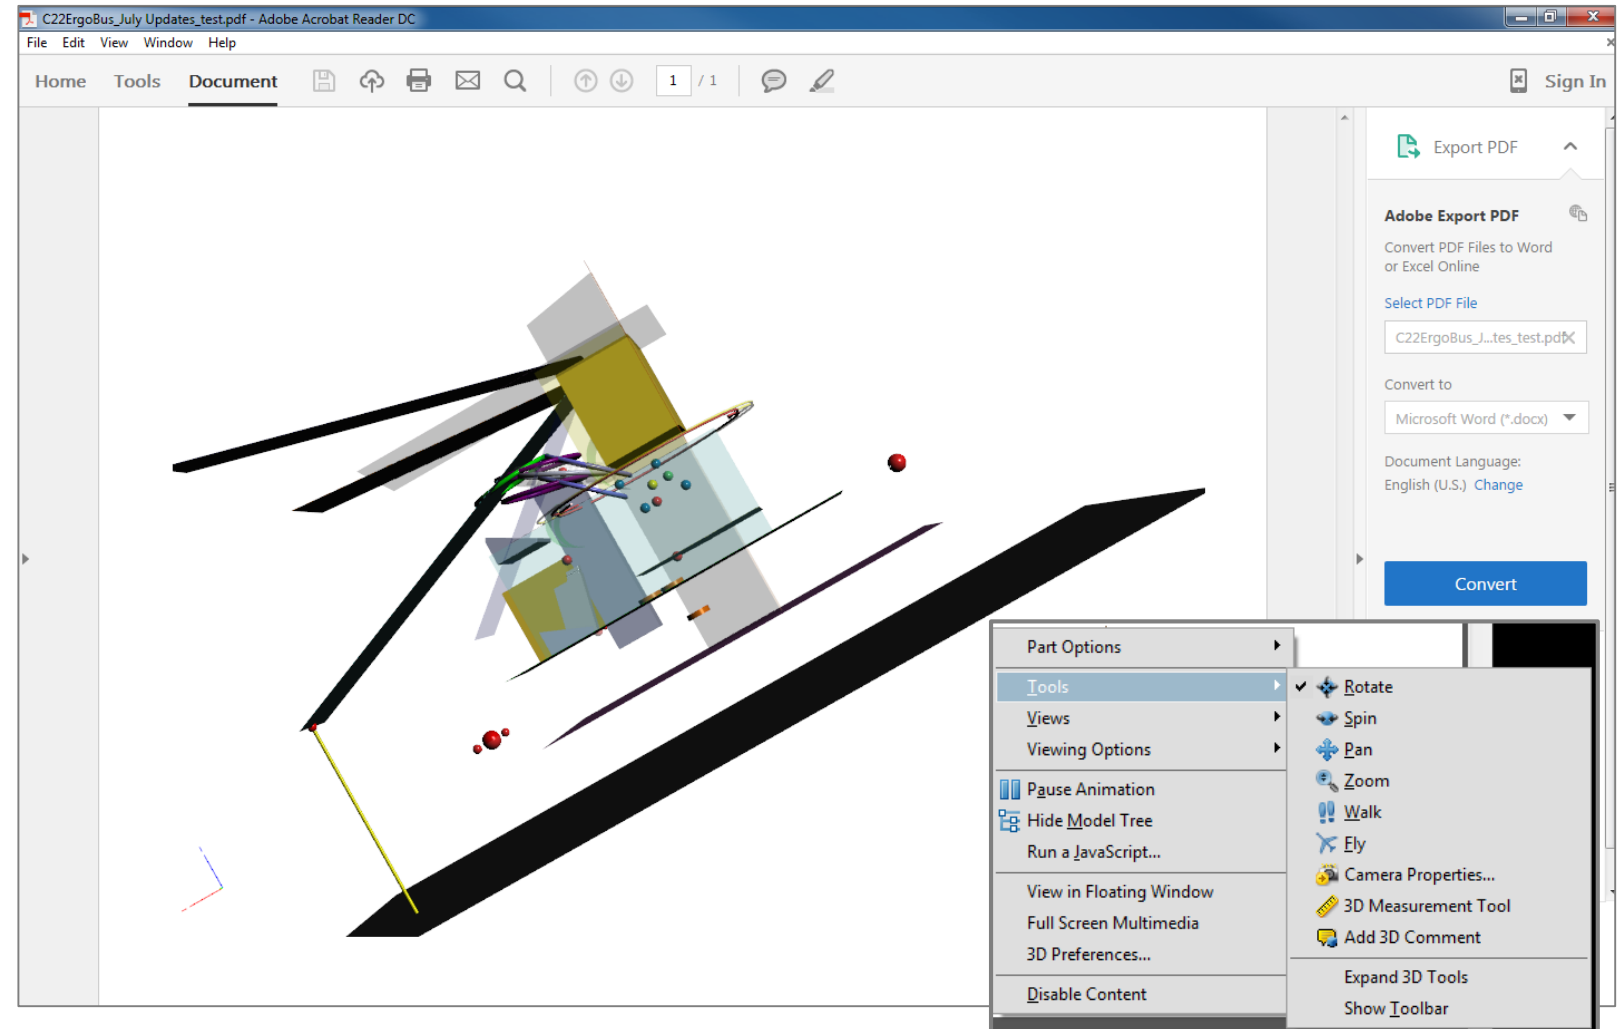 C22ErgoBus_July Updates_test.pdf - Adobe Acrobat Reader DC
File Edit View Window Help
Home Tools Document 1 / 1 Sign In
Export PDF
Adobe Export PDF
Convert PDF Files to Word
or Excel Online
Select PDF File
C22ErgoBus_J...tes_test.pdf
Convert to
Microsoft Word (*.docx)
Document Language:
English (U.S.) Change
Convert
Part Options
Tools
Views
Viewing Options
Pause Animation
Hide Model Tree
Run a JavaScript...
View in Floating Window
Full Screen Multimedia
3D Preferences...
Disable Content
Rotate
Spin
Pan
Zoom
Walk
Fly
Camera Properties...
3D Measurement Tool
Add 3D Comment
Expand 3D Tools
Show Toolbar